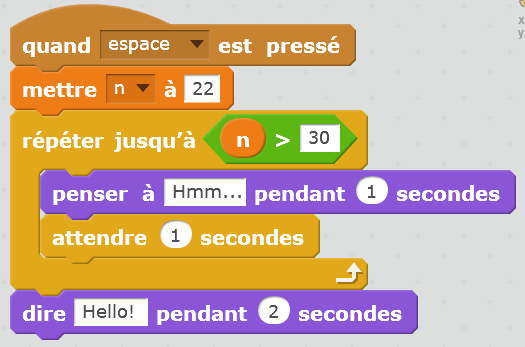 quand espace est pressé
mettre n à 22
répéter jusqu'à n > 30
penser à Hmm... pendant 1 secondes
attendre 1 secondes
dire Hello! pendant 2 secondes
x
y: